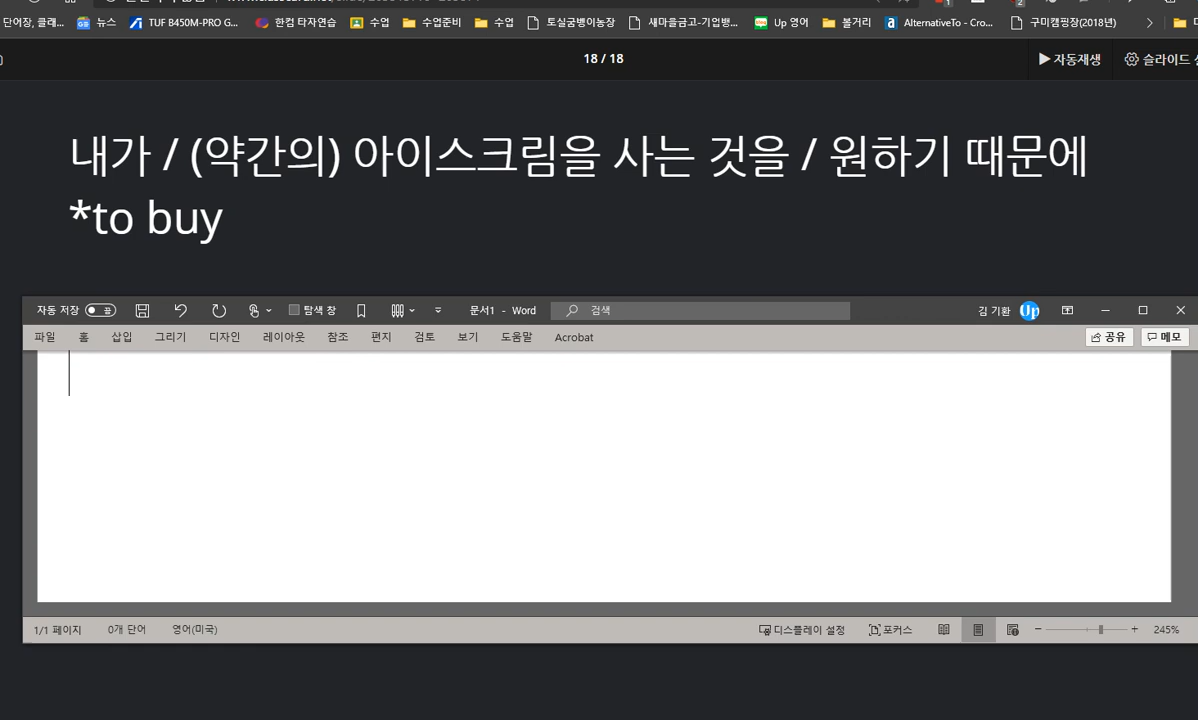 단어장, 클래... 뉴스 TUF B450M-PRO G... 한컴 타자연습 수업 수업준비 수업 토실굼뱅이농장 새마을금고-기업뱅... Up 영어 볼거리 AlternativeTo - Cro... 구미캠핑장(2018년)
18 / 18 자동재생 슬라이드
내가 / (약간의) 아이스크림을 사는 것을 / 원하기 때문에
*to buy
자동 저장 끔 탐색 창 문서1 - Word 검색 김 기환 Up
파일 홈 삽입 그리기 디자인 레이아웃 참조 편지 검토 보기 도움말 Acrobat 공유 메모
1/1 페이지 0개 단어 영어(미국) 디스플레이 설정 포커스 245%